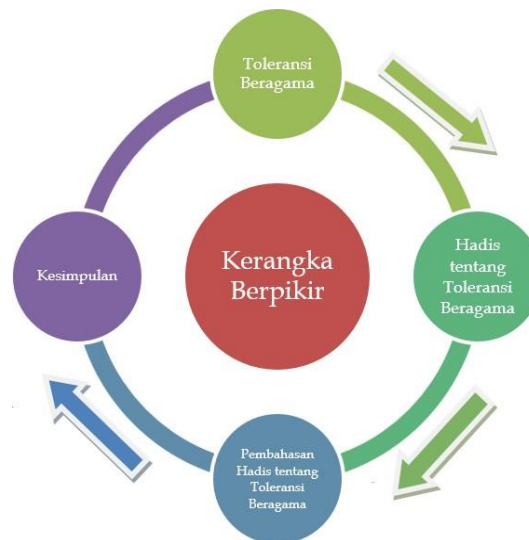 Toleransi
Beragama
Hadis
tentang
Toleransi
Beragama
Kerangka
Berpikir
Kesimpulan
Pembahasan
Hadis tentang
Toleransi
Beragama